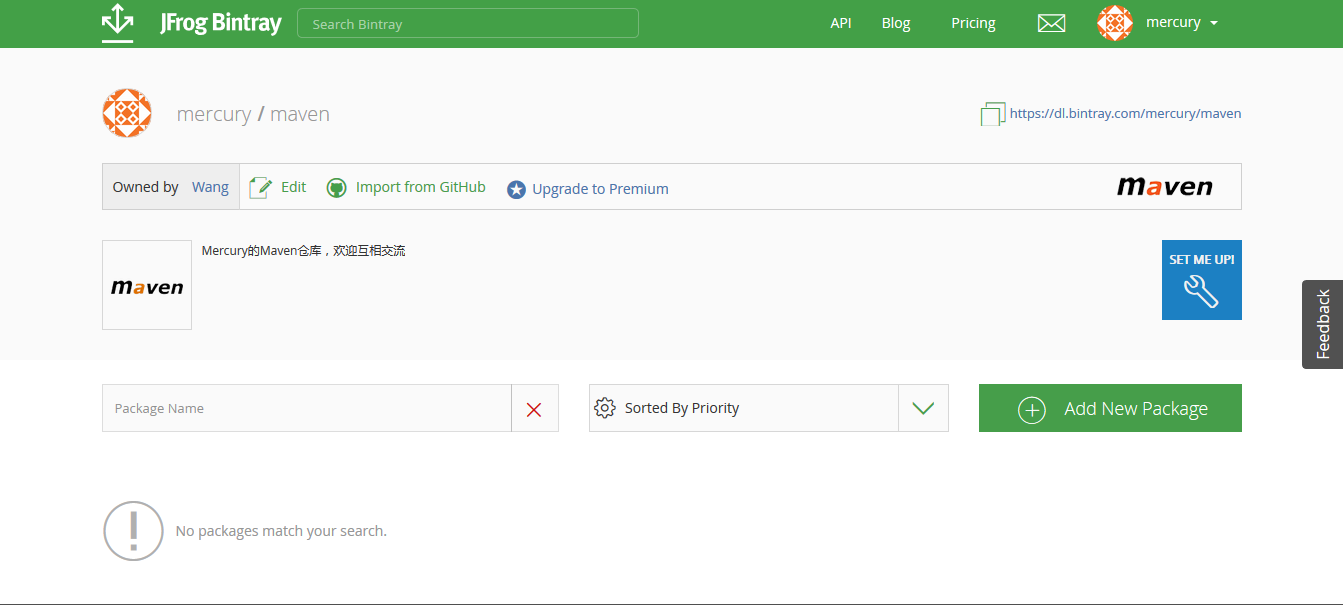 JFrog Bintray Search Bintray API Blog Pricing mercury
mercury / maven https://dl.bintray.com/mercury/maven
Owned by Wang Edit Import from GitHub Upgrade to Premium maven
Mercury的Maven仓库，欢迎互相交流
SET ME UP!
maven
Feedback
Package Name Sorted By Priority Add New Package
No packages match your search.